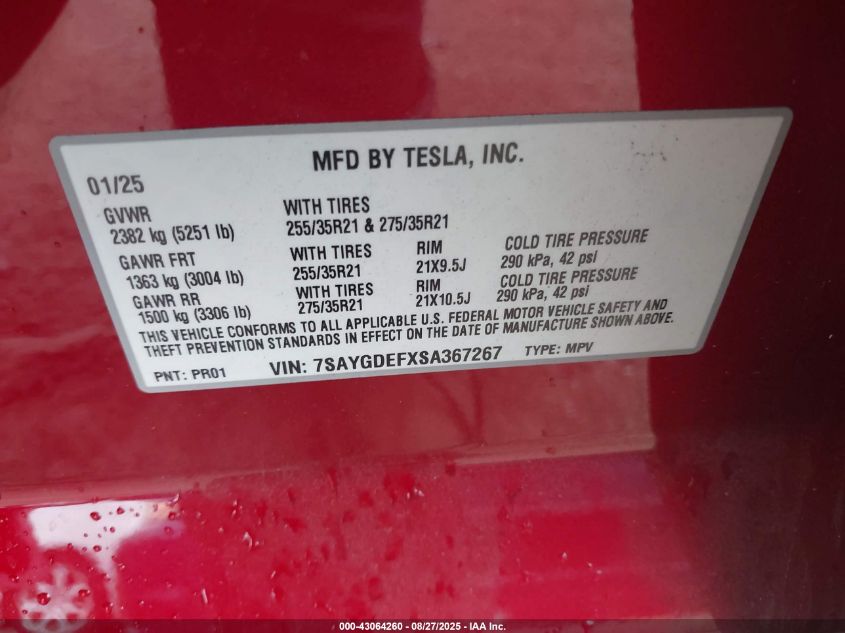 MFD BY TESLA, INC.
01/25
GVWR
2382 kg (5251 lb)
WITH TIRES
255/35R21 & 275/35R21
GAWR FRT
1363 kg (3004 lb)
WITH TIRES
255/35R21
RIM
21X9.5J
COLD TIRE PRESSURE
290 kPa, 42 psi
GAWR RR
1500 kg (3306 lb)
WITH TIRES
275/35R21
RIM
21X10.5J
COLD TIRE PRESSURE
290 kPa, 42 psi
THIS VEHICLE CONFORMS TO ALL APPLICABLE U.S. FEDERAL MOTOR VEHICLE SAFETY AND
THEFT PREVENTION STANDARDS IN EFFECT ON THE DATE OF MANUFACTURE SHOWN ABOVE.
PNT: PR01 VIN: 7SAYGDEFXSA367267 TYPE: MPV
000-43064260 - 08/27/2025 - IAA Inc.